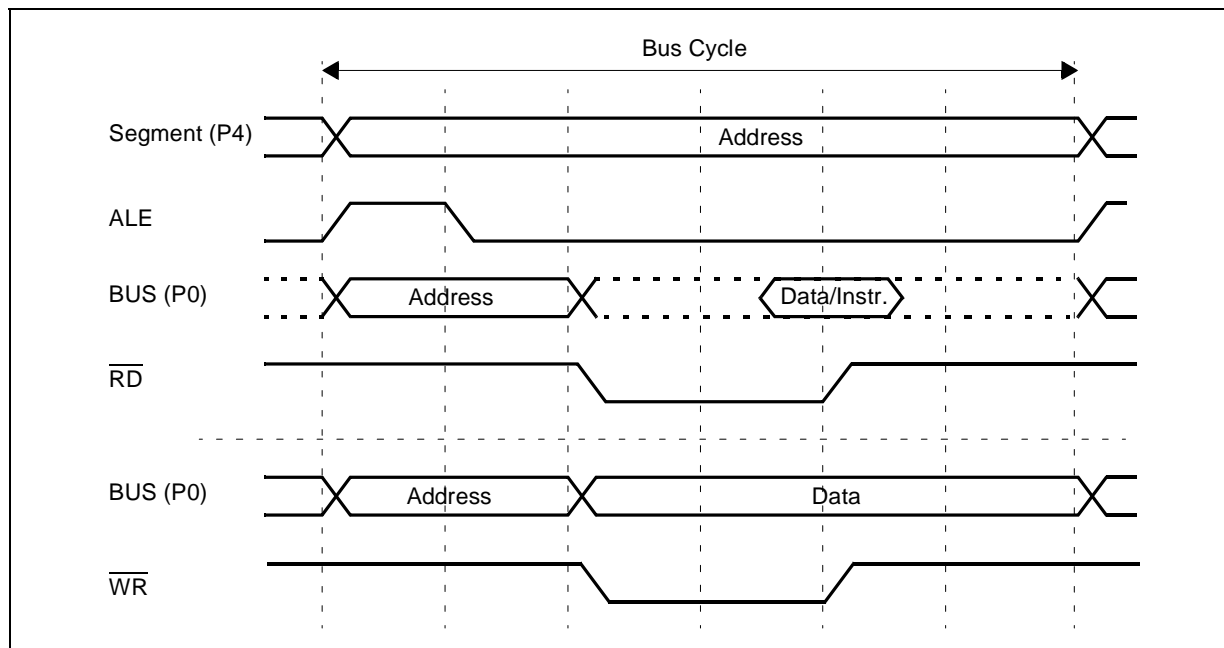 Bus Cycle
Segment (P4)
Address
ALE
BUS (P0)
Address
Data/Instr.
RD
BUS (P0)
Address
Data
WR